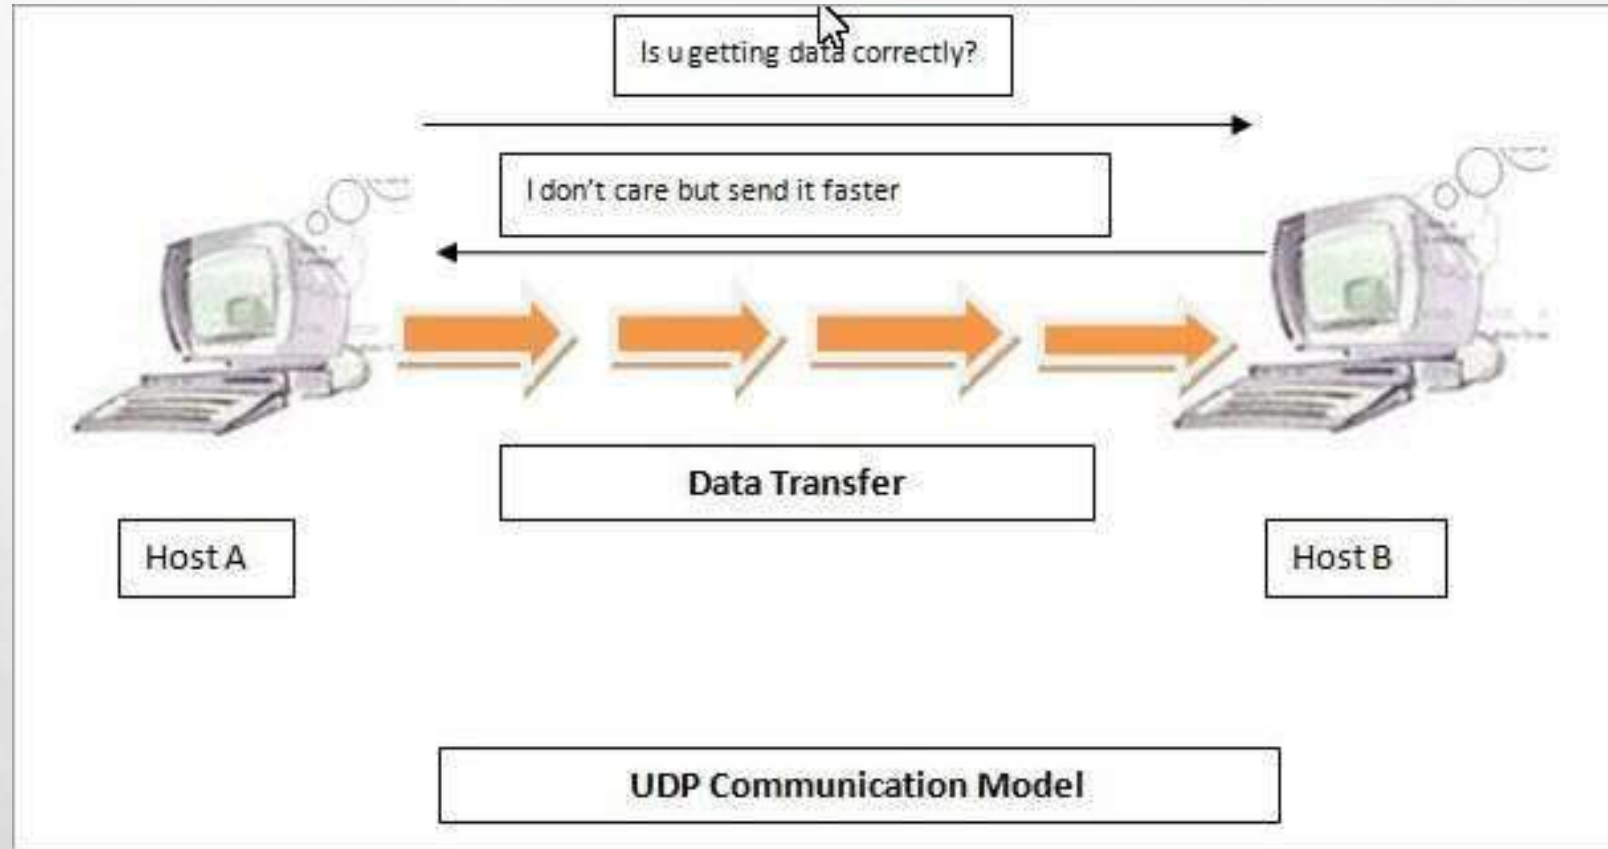 Is u getting data correctly?
I don't care but send it faster
Data Transfer
Host A
Host B
UDP Communication Model